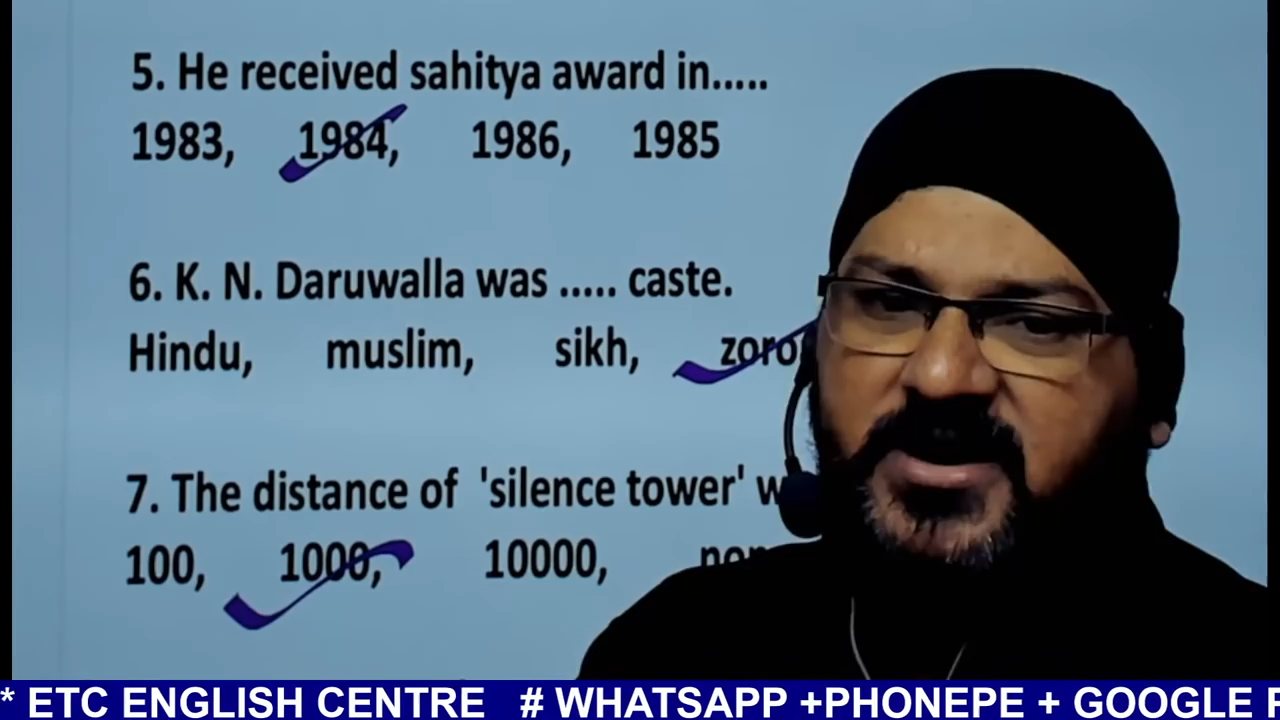 5. He received sahitya award in.....
1983, 1984, 1986, 1985
6. K. N. Daruwalla was ..... caste.
Hindu, muslim, sikh,
7. The distance of 'silence tower'
100, 1000, 10000,
* ETC ENGLISH CENTRE # WHATSAPP +PHONEPE + GOOGLE